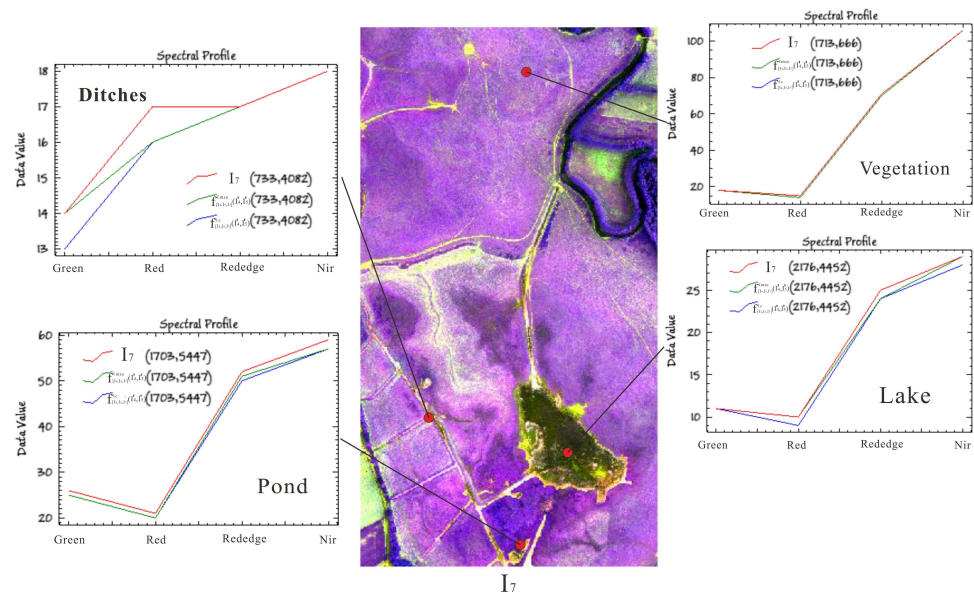 Spectral Profile
Data Value
18
17
16
15
14
13
Ditches
I7 (733,4082)
(733,4082)
(733,4082)
Green Red Rededge Nir
Spectral Profile
Data Value
60
50
40
30
20
I7 (1703,5447)
(1703,5447)
(1703,5447)
Pond
Green Red Rededge Nir
I7
Spectral Profile
Data Value
100
80
60
40
20
I7 (1713,666)
(1713,666)
(1713,666)
Vegetation
Green Red Rededge Nir
Spectral Profile
Data Value
25
20
15
10
I7 (2176,4452)
(2176,4452)
(2176,4452)
Lake
Green Red Rededge Nir